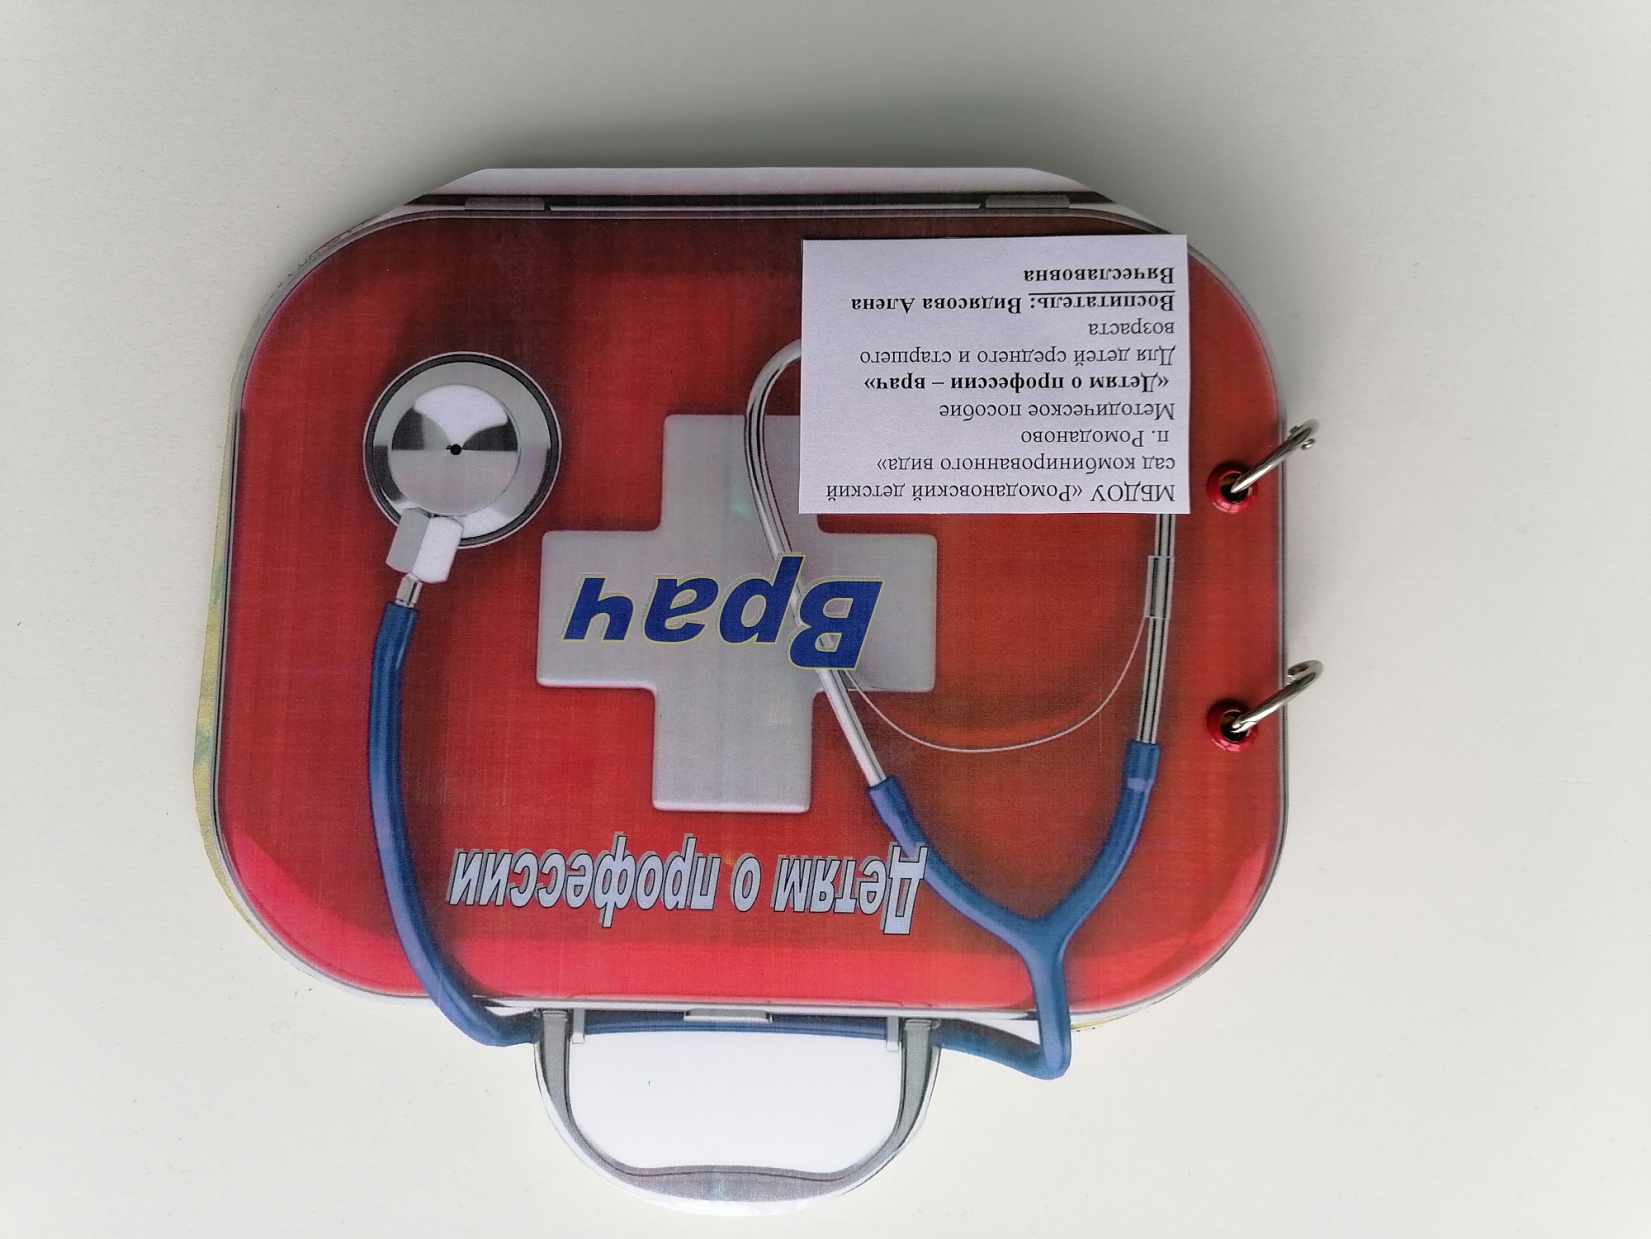 Детям о профессии
Врач
МБДОУ «Ромодановский детский
сад комбинированного вида»
п. Ромоданово
Методическое пособие
«Детям о профессии – врач»
Для детей среднего и старшего
возраста
Воспитатель: Видясова Алена
Вячеславовна